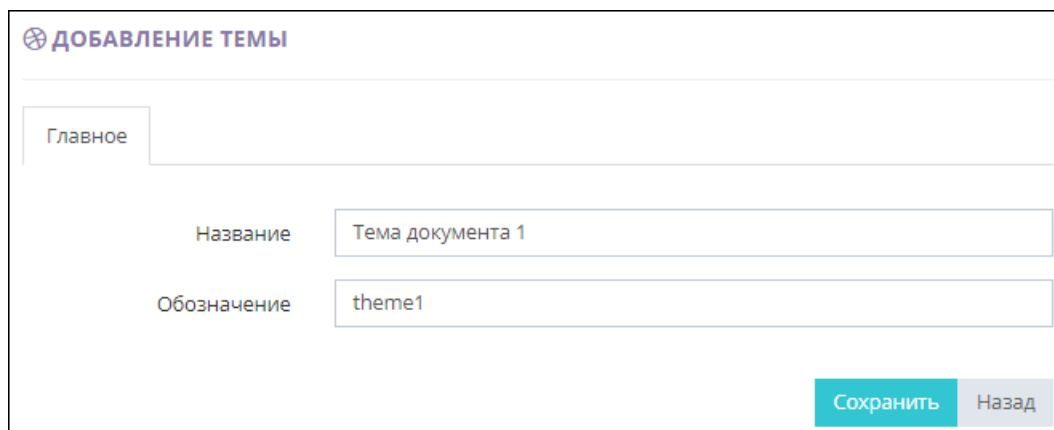 ДОБАВЛЕНИЕ ТЕМЫ
Главное
Название Тема документа 1
Обозначение theme1
Сохранить Назад